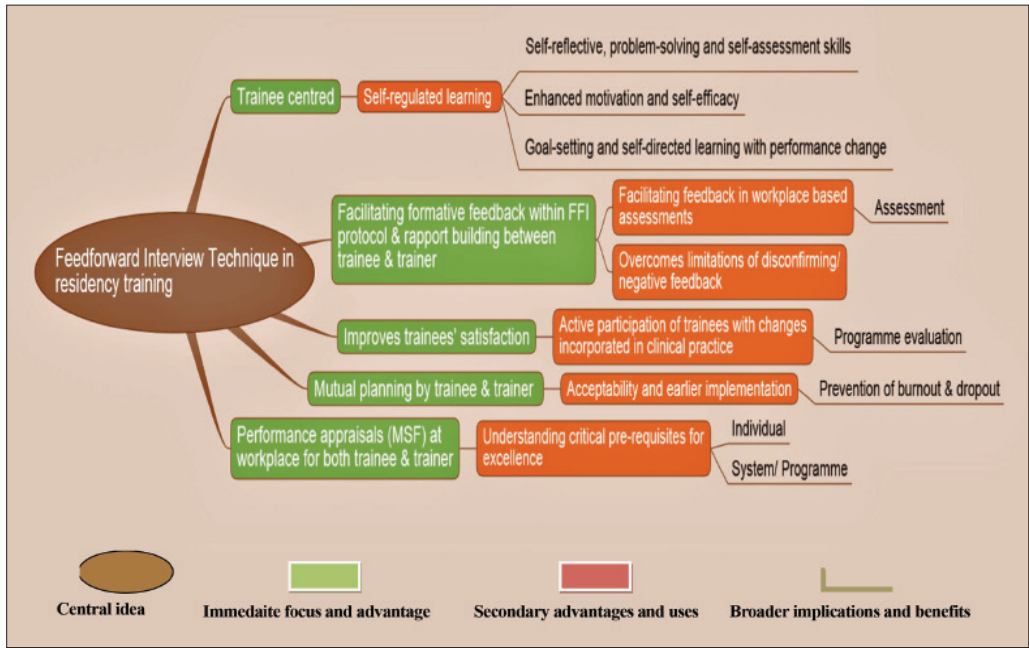 Self-reflective, problem-solving and self-assessment skills
Trainee centred
Self-regulated learning
Enhanced motivation and self-efficacy
Goal-setting and self-directed learning with performance change
Feedforward Interview Technique in
residency training
Facilitating formative feedback within FFI
protocol & rapport building between
trainee & trainer
Facilitating feedback in workplace based
assessments
Assessment
Overcomes limitations of disconfirming/
negative feedback
Improves trainees' satisfaction
Active participation of trainees with changes
incorporated in clinical practice
Programme evaluation
Mutual planning by trainee & trainer
Acceptability and earlier implementation
Prevention of burnout & dropout
Performance appraisals (MSF) at
workplace for both trainee & trainer
Understanding critical pre-requisites for
excellence
Individual
System/ Programme
Central idea
Immedaite focus and advantage
Secondary advantages and uses
Broader implications and benefits